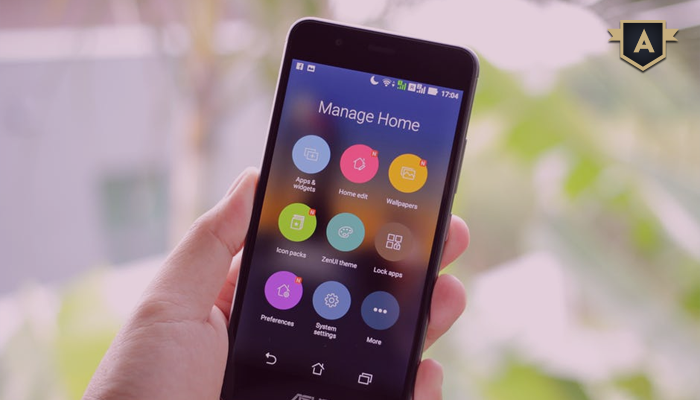 17:04
Manage Home
Apps &
widgets
Home edit
Wallpapers
Icon packs
ZenUI theme
Lock apps
Preferences
System
settings
More
A